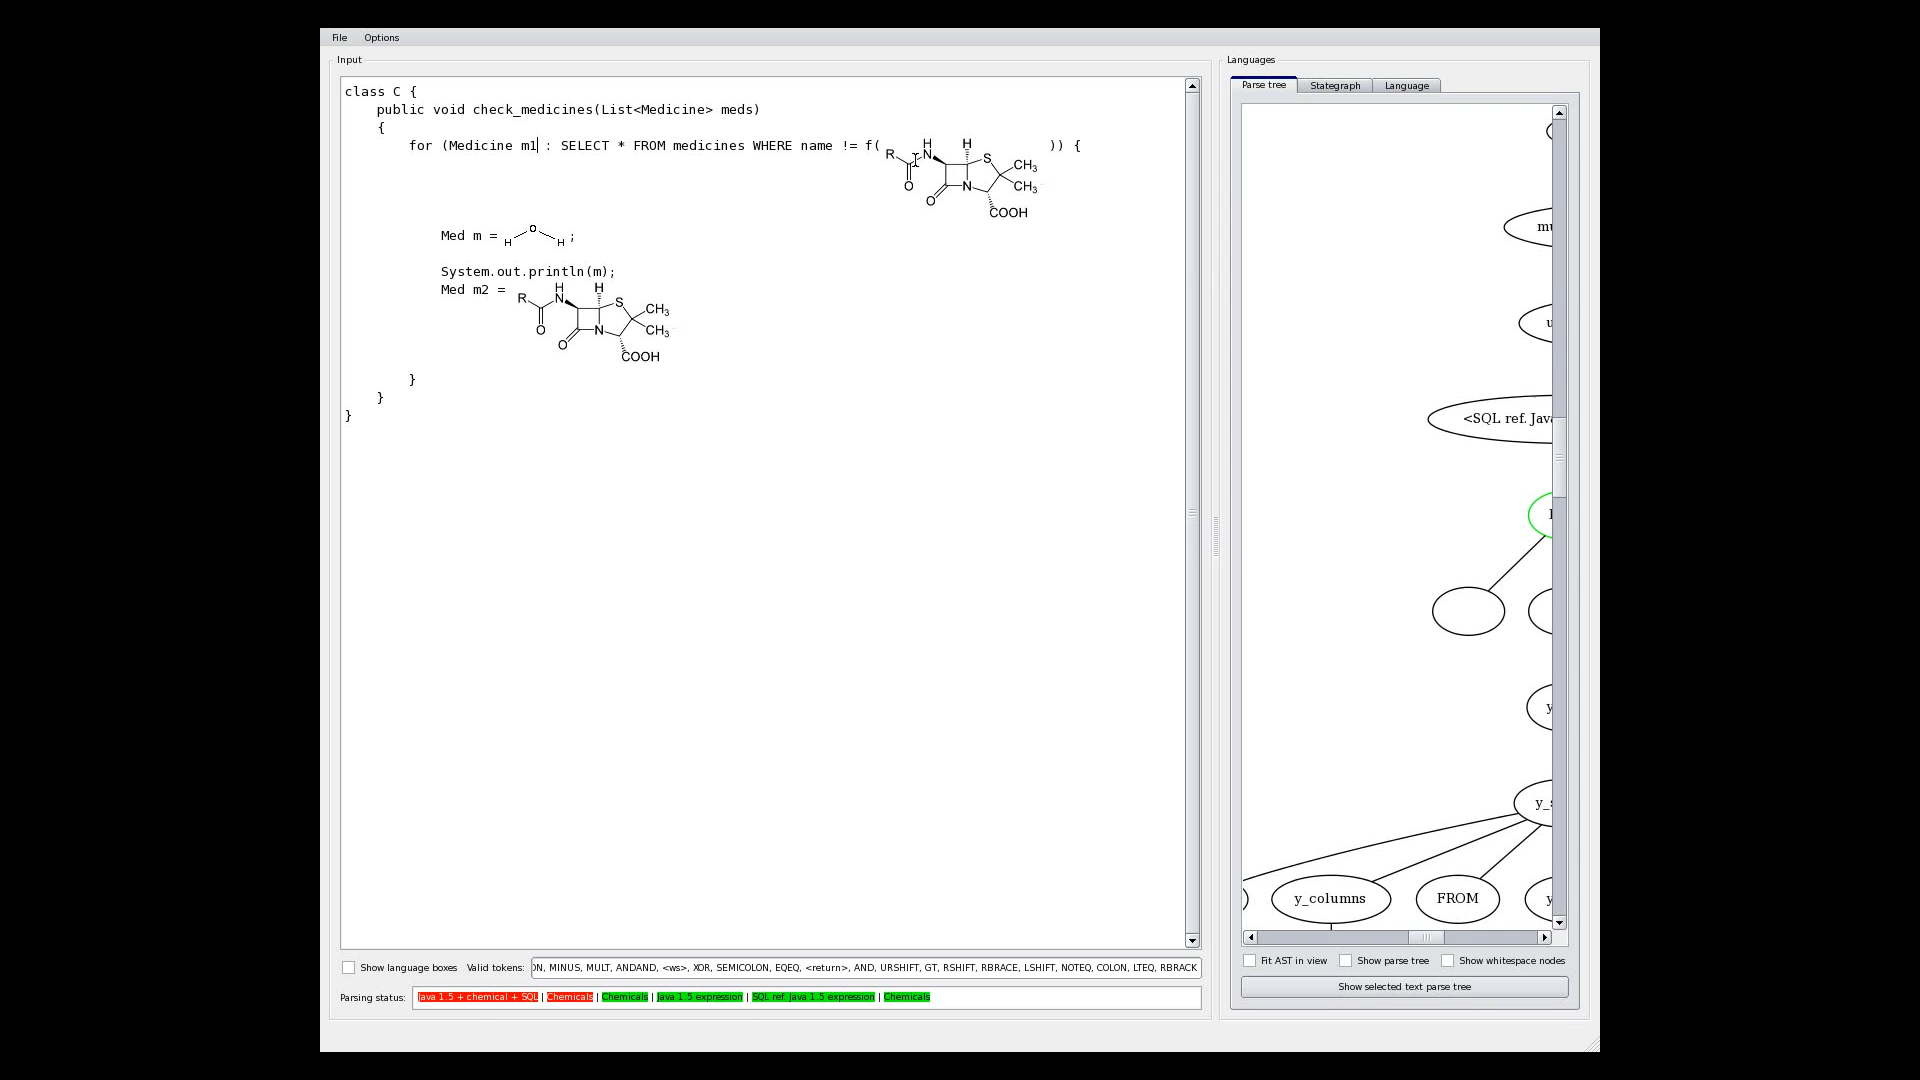 File Options
Input
class C {
public void check_medicines(List<Medicine> meds)
{
for (Medicine m1 : SELECT * FROM medicines WHERE name != f( )) {
R H N H S CH3 CH3 O O N COOH
Med m = H O H ;
System.out.println(m);
Med m2 =
R H N H S CH3 CH3 O O N COOH
}
}
}
Show language boxes Valid tokens: MINUS, MULT, ANDAND, <ws>, XOR, SEMICOLON, EQEQ, <return>, AND, URSHIFT, GT, RSHIFT, RBRACE, LSHIFT, NOTEQ, COLON, LTEQ, RBRACK
Parsing status: Java 1.5 + chemical + SQL | Chemicals | Chemicals | Java 1.5 expression | SQL ref. Java 1.5 expression | Chemicals
Languages
Parse tree Stategraph Language
<SQL ref. Java
y_columns FROM
Fit AST in view Show parse tree Show whitespace nodes
Show selected text parse tree